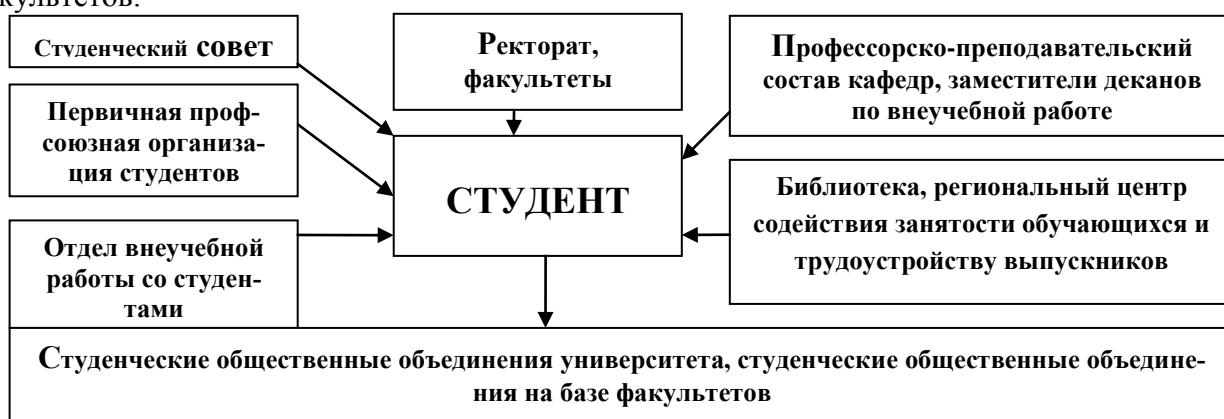 культетов.
Студенческий совет
Ректорат,
факультеты
Профессорско-преподавательский
состав кафедр, заместители деканов
по внеучебной работе
Первичная проф-
союзная организа-
ция студентов
СТУДЕНТ
Библиотека, региональный центр
содействия занятости обучающихся и
трудоустройству выпускников
Отдел внеучебной
работы со студен-
тами
Студенческие общественные объединения университета, студенческие общественные объедине-
ния на базе факультетов